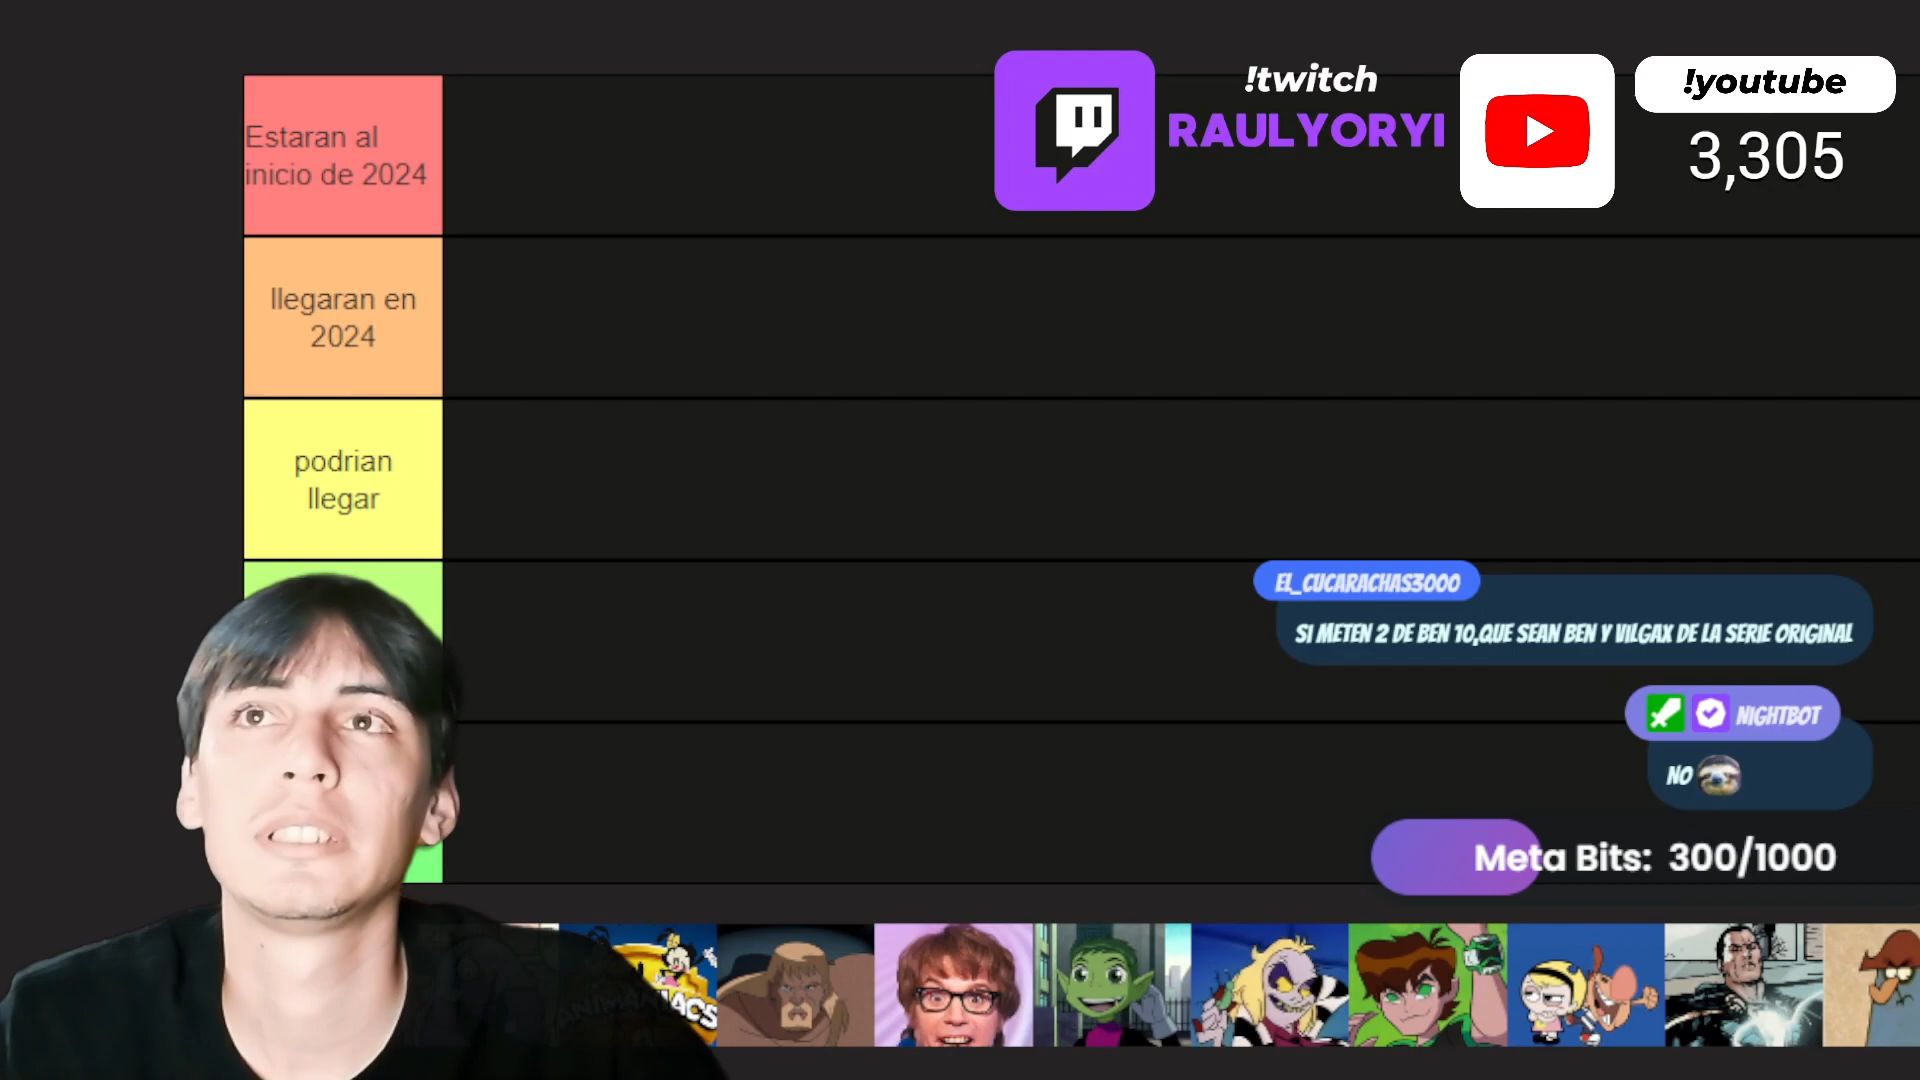 Estaran al
inicio de 2024
llegaran en
2024
podrian
llegar
!twitch
RAULYORYI
!youtube
3,305
EL_CUCARACHAS3000
SI METEN 2 DE BEN 10,QUE SEAN BEN Y VILGAX DE LA SERIE ORIGINAL
NIGHTBOT
NO
Meta Bits: 300/1000
ANIMANIACS